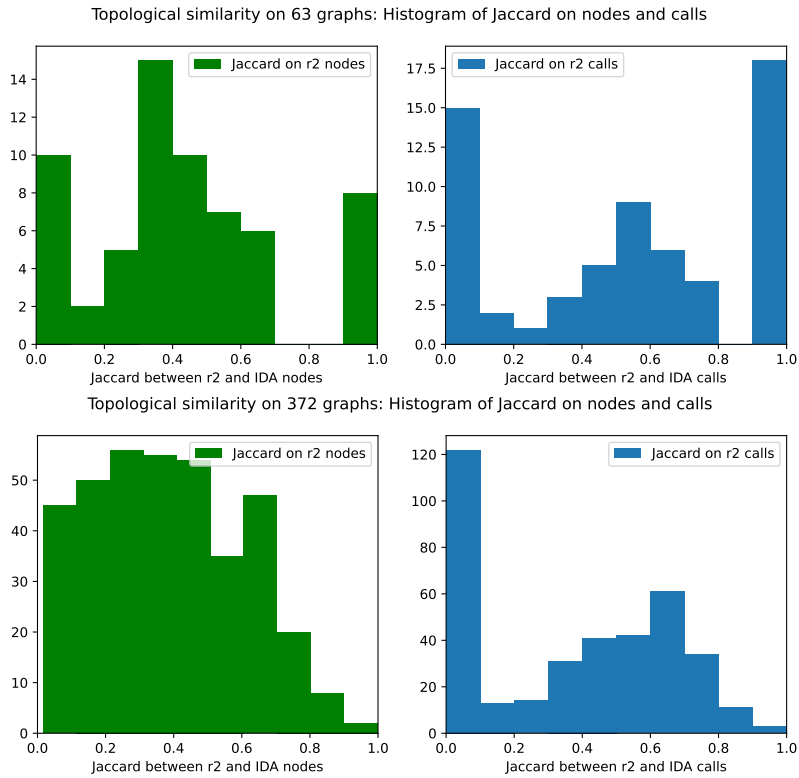 Topological similarity on 63 graphs: Histogram of Jaccard on nodes and calls
Jaccard on r2 nodes
14
12
10
8
6
4
2
0
0.0 0.2 0.4 0.6 0.8 1.0
Jaccard between r2 and IDA nodes
Jaccard on r2 calls
17.5
15.0
12.5
10.0
7.5
5.0
2.5
0.0
0.0 0.2 0.4 0.6 0.8 1.0
Jaccard between r2 and IDA calls
Topological similarity on 372 graphs: Histogram of Jaccard on nodes and calls
Jaccard on r2 nodes
50
40
30
20
10
0
0.0 0.2 0.4 0.6 0.8 1.0
Jaccard between r2 and IDA nodes
Jaccard on r2 calls
120
100
80
60
40
20
0
0.0 0.2 0.4 0.6 0.8 1.0
Jaccard between r2 and IDA calls